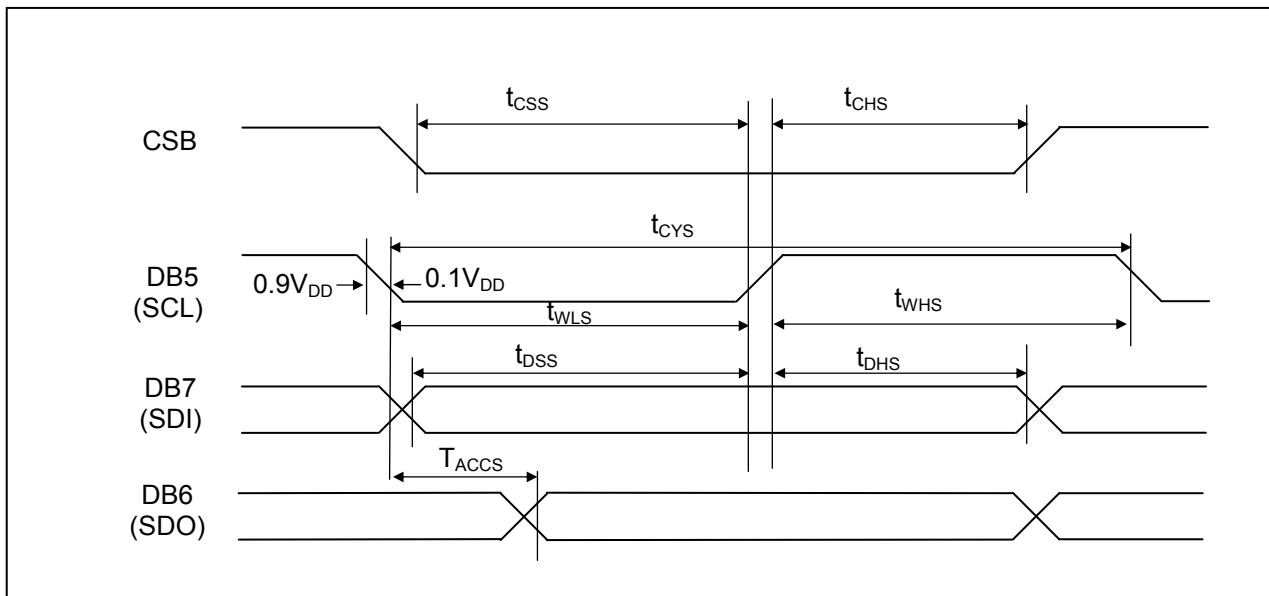 tCSS
tCHS
CSB
tCYS
DB5
(SCL)
0.9VDD
0.1VDD
tWLS
tWHS
tDSS
tDHS
DB7
(SDI)
TACCS
DB6
(SDO)